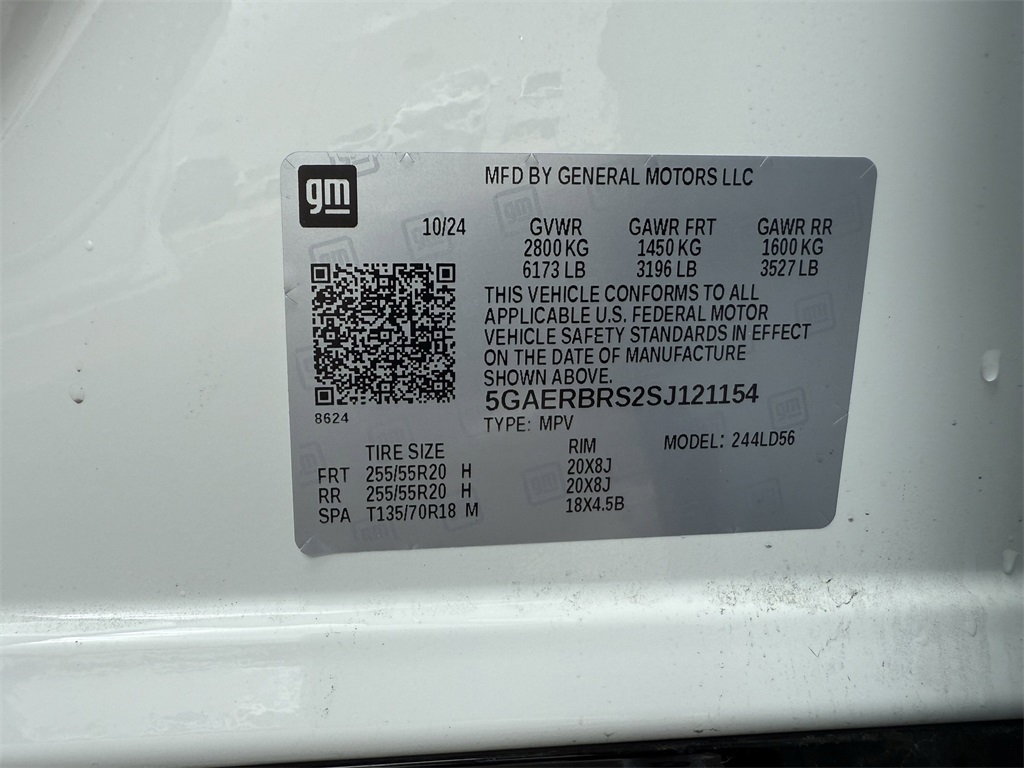 gm
MFD BY GENERAL MOTORS LLC
10/24
GVWR GAWR FRT GAWR RR
2800 KG 1450 KG 1600 KG
6173 LB 3196 LB 3527 LB
THIS VEHICLE CONFORMS TO ALL
APPLICABLE U.S. FEDERAL MOTOR
VEHICLE SAFETY STANDARDS IN EFFECT
ON THE DATE OF MANUFACTURE
SHOWN ABOVE.
5GAERBRS2SJ121154
8624
TYPE: MPV
MODEL: 244LD56
TIRE SIZE RIM
FRT 255/55R20 H 20X8J
RR 255/55R20 H 20X8J
SPA T135/70R18 M 18X4.5B